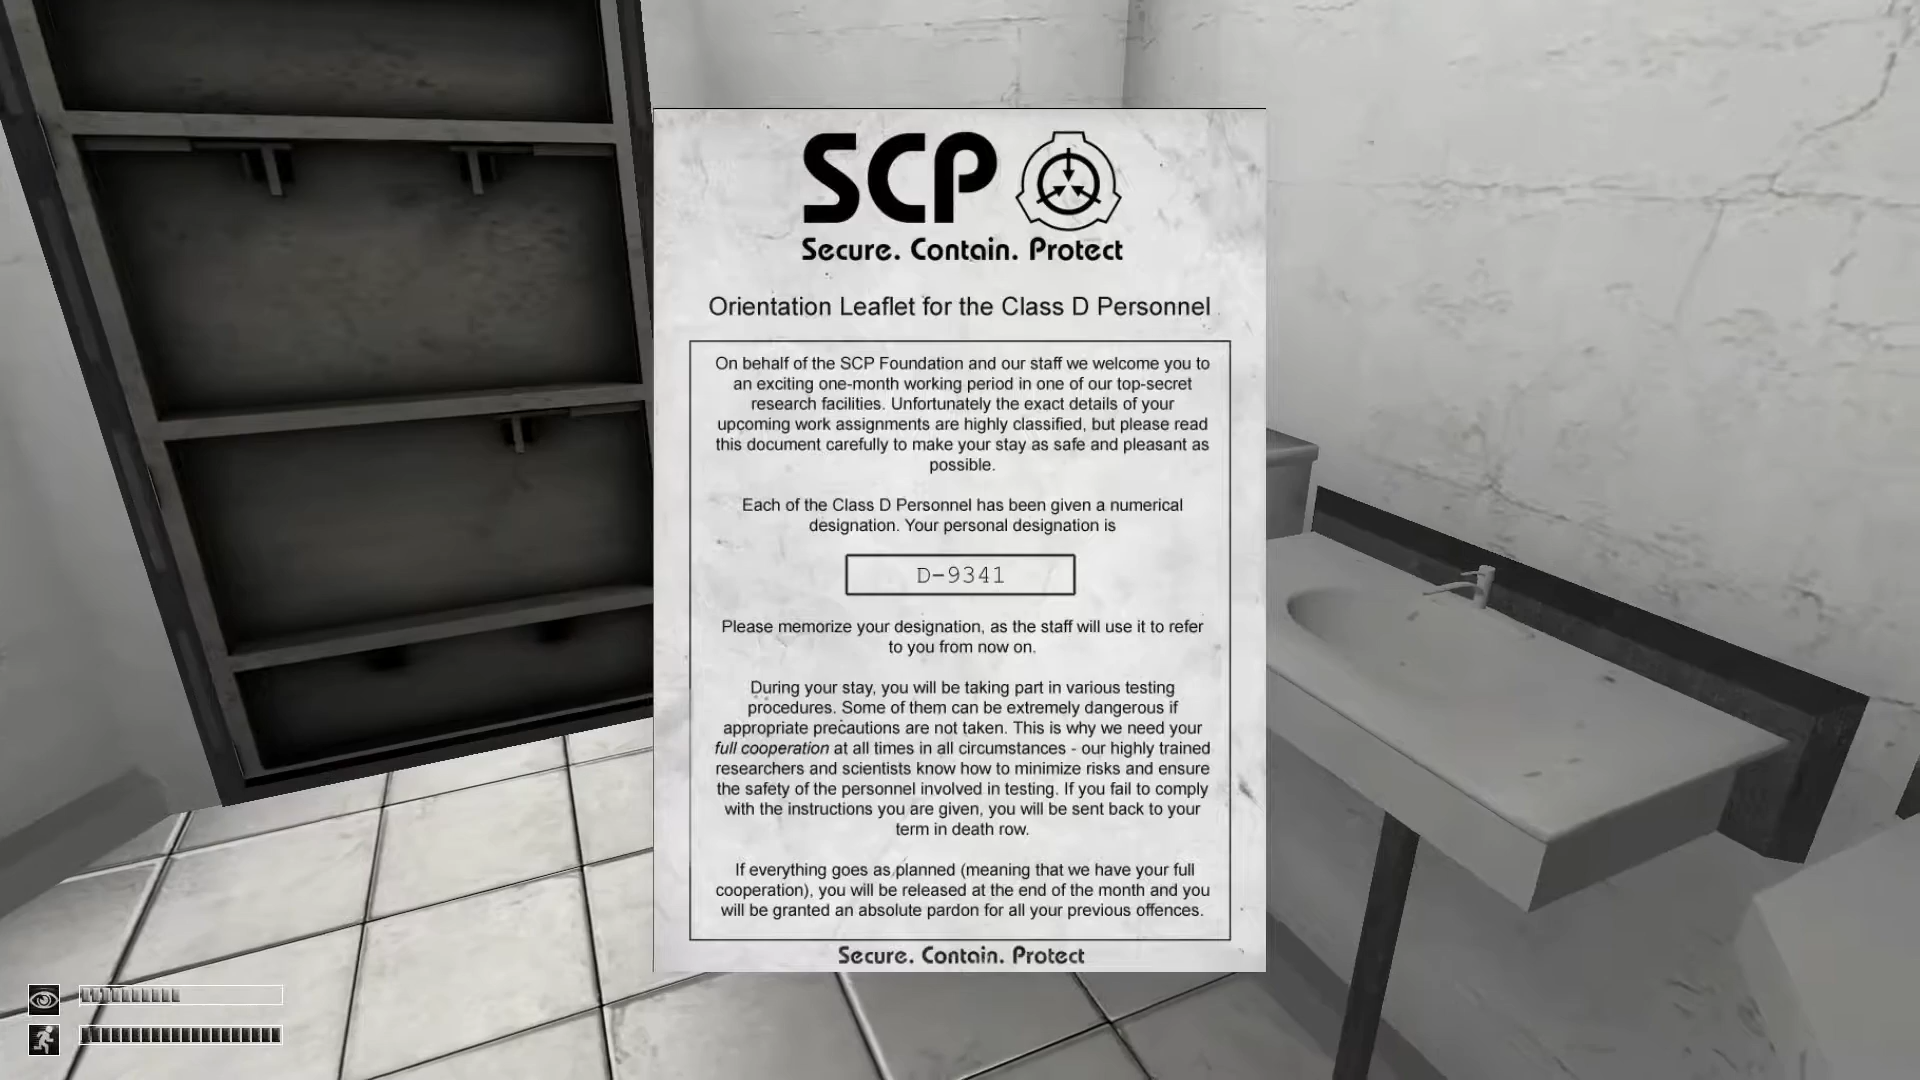 SCP
Secure. Contain. Protect
Orientation Leaflet for the Class D Personnel
On behalf of the SCP Foundation and our staff we welcome you to
an exciting one-month working period in one of our top-secret
research facilities. Unfortunately the exact details of your
upcoming work assignments are highly classified, but please read
this document carefully to make your stay as safe and pleasant as
possible.
Each of the Class D Personnel has been given a numerical
designation. Your personal designation is
D-9341
Please memorize your designation, as the staff will use it to refer
to you from now on.
During your stay, you will be taking part in various testing
procedures. Some of them can be extremely dangerous if
appropriate precautions are not taken. This is why we need your
full cooperation at all times in all circumstances - our highly trained
researchers and scientists know how to minimize risks and ensure
the safety of the personnel involved in testing. If you fail to comply
with the instructions you are given, you will be sent back to your
term in death row.
If everything goes as planned (meaning that we have your full
cooperation), you will be released at the end of the month and you
will be granted an absolute pardon for all your previous offences.
Secure. Contain. Protect